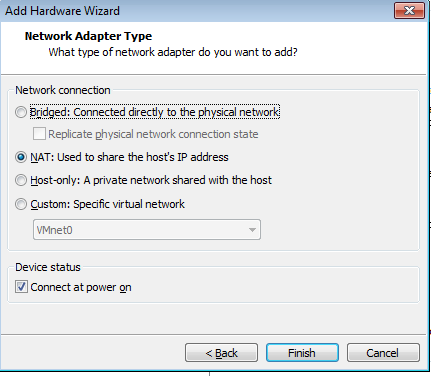 Add Hardware Wizard
Network Adapter Type
What type of network adapter do you want to add?
Network connection
Bridged: Connected directly to the physical network
Replicate physical network connection state
NAT: Used to share the host's IP address
Host-only: A private network shared with the host
Custom: Specific virtual network
VMnet0
Device status
Connect at power on
< Back
Finish
Cancel